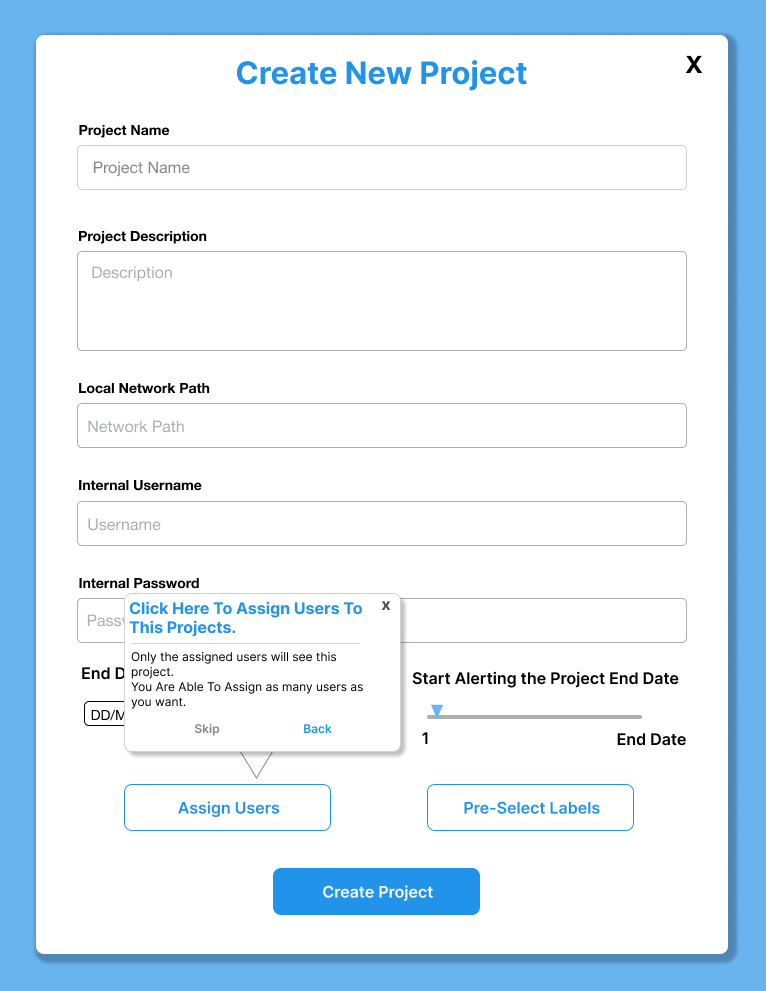 Create New Project
X
Project Name
Project Name
Project Description
Description
Local Network Path
Network Path
Internal Username
Username
Internal Password
Click Here To Assign Users To
This Projects.
x
Only the assigned users will see this
project.
You Are Able To Assign as many users as
you want.
Skip
Back
Start Alerting the Project End Date
1
End Date
Assign Users
Pre-Select Labels
Create Project